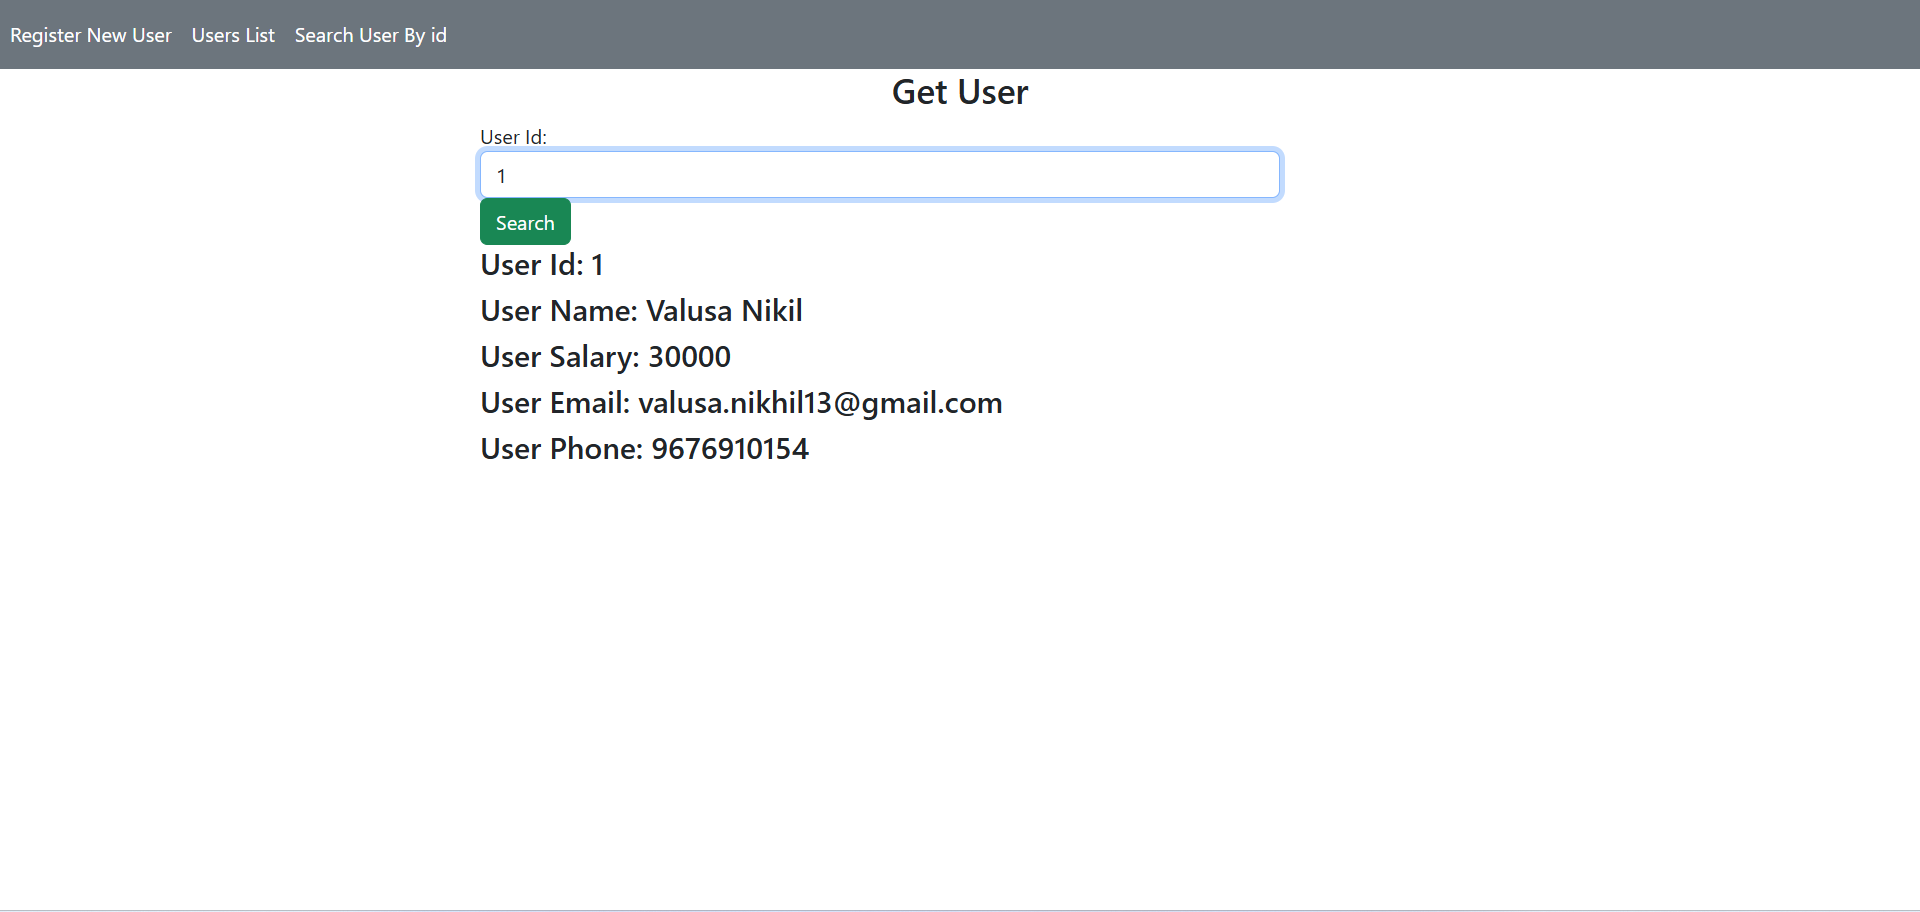 Register New User Users List Search User By id
Get User
User Id:
1
Search
User Id: 1
User Name: Valusa Nikil
User Salary: 30000
User Email: valusa.nikhil13@gmail.com
User Phone: 9676910154